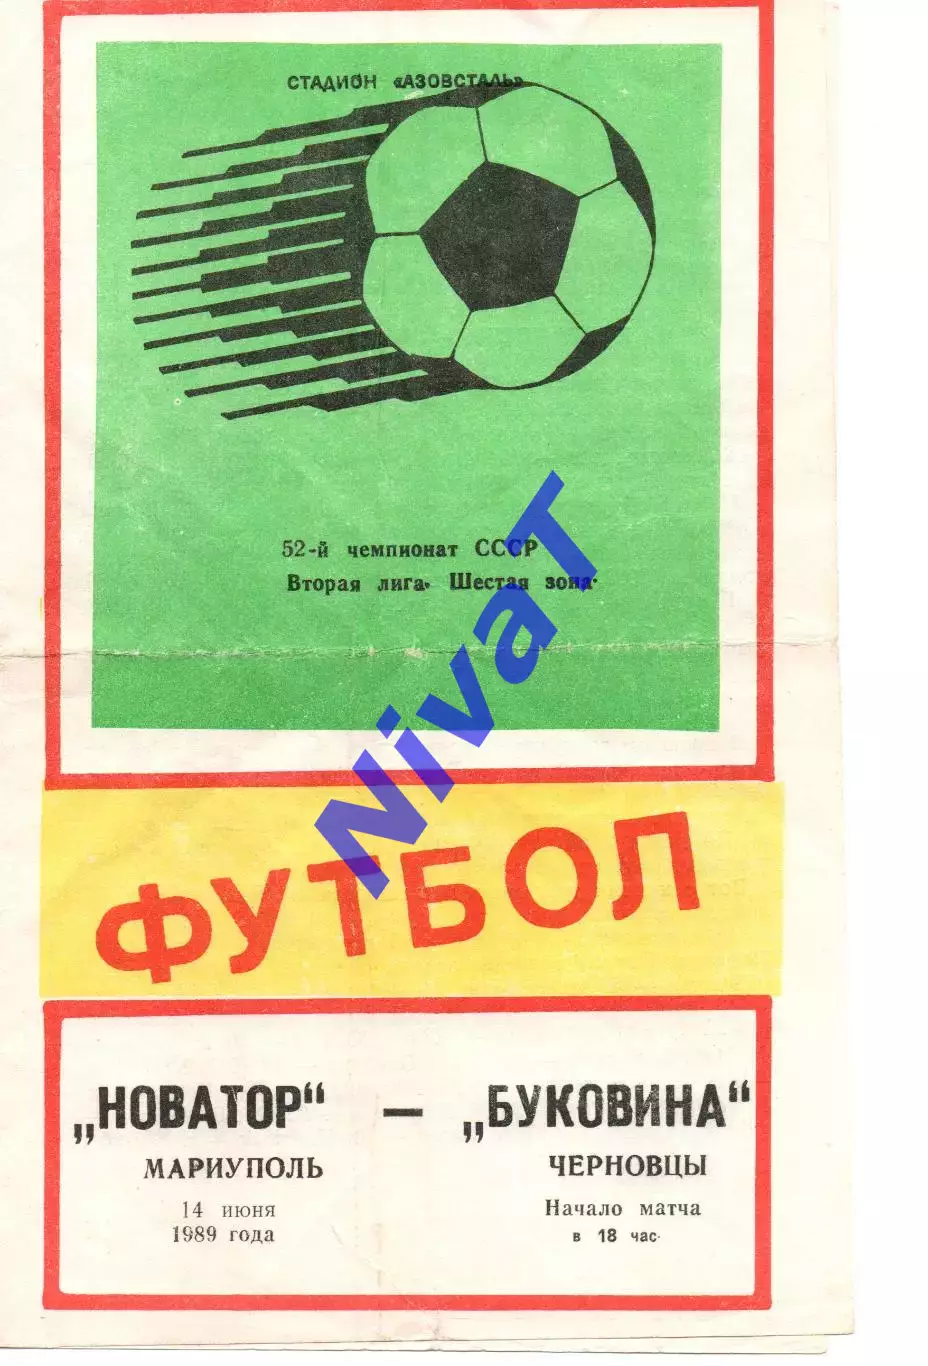 СТАДИОН «АЗОВСТАЛЬ»
52-й чемпионат СССР
Вторая лига. Шестая зона.
ФУТБОЛ
„НОВАТОР“ — „БУКОВИНА“
МАРИУПОЛЬ ЧЕРНОВЦЫ
14 июня Начало матча
1989 года в 18 час.
NivaT